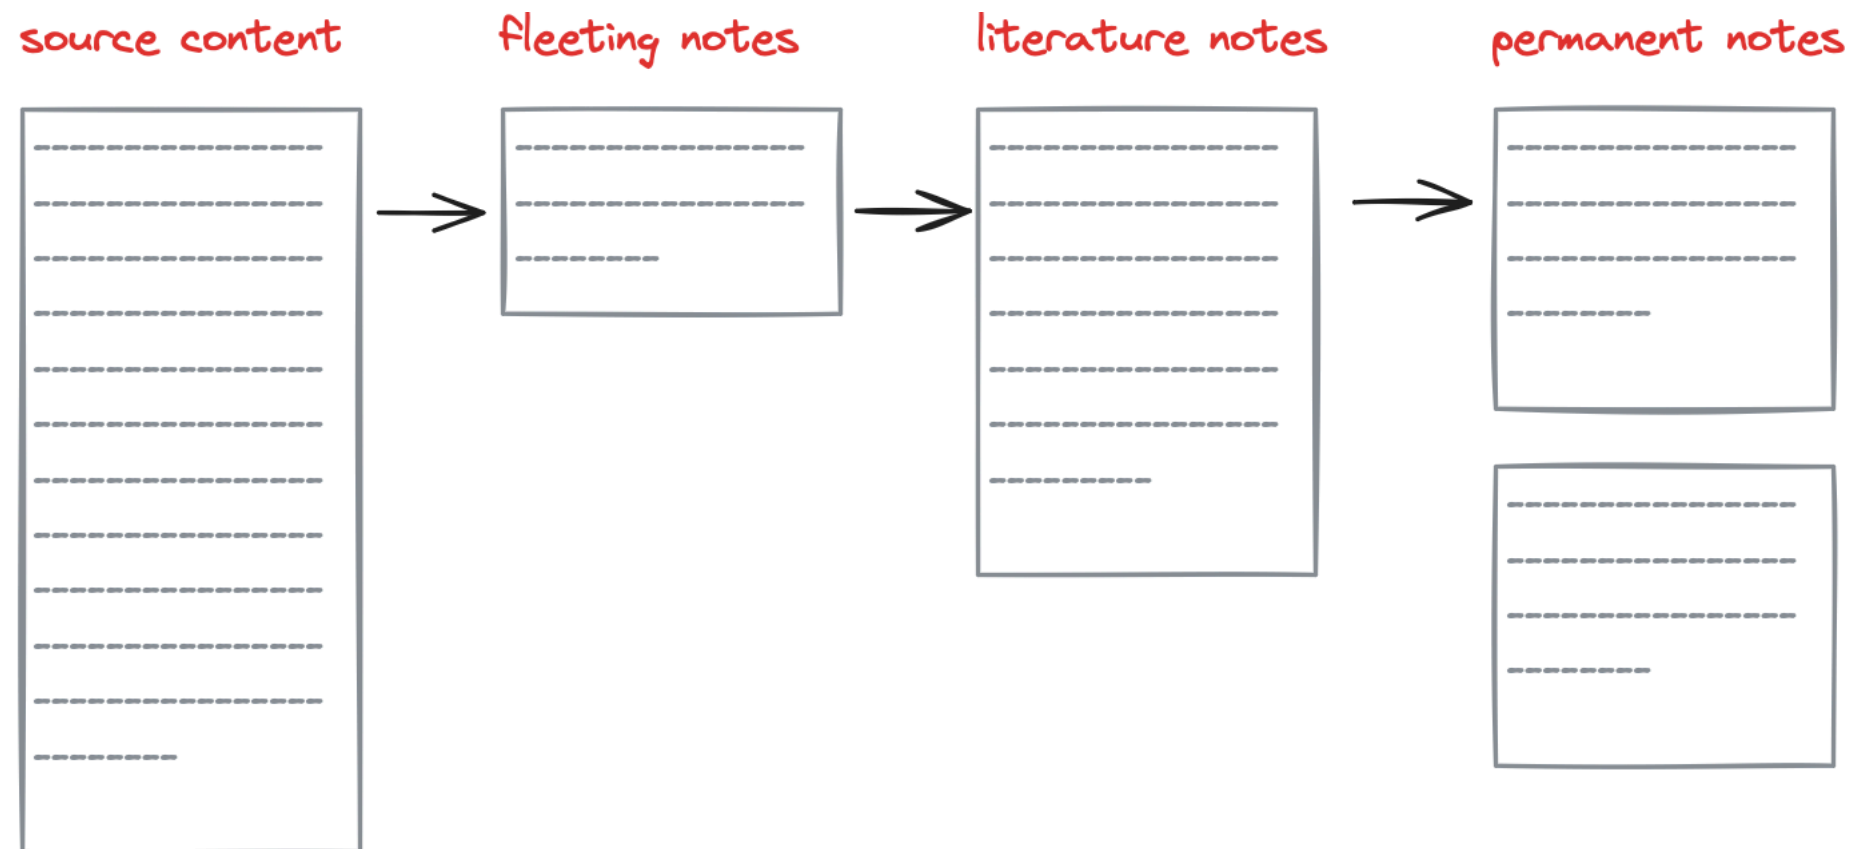 source content
fleeting notes
literature notes
permanent notes